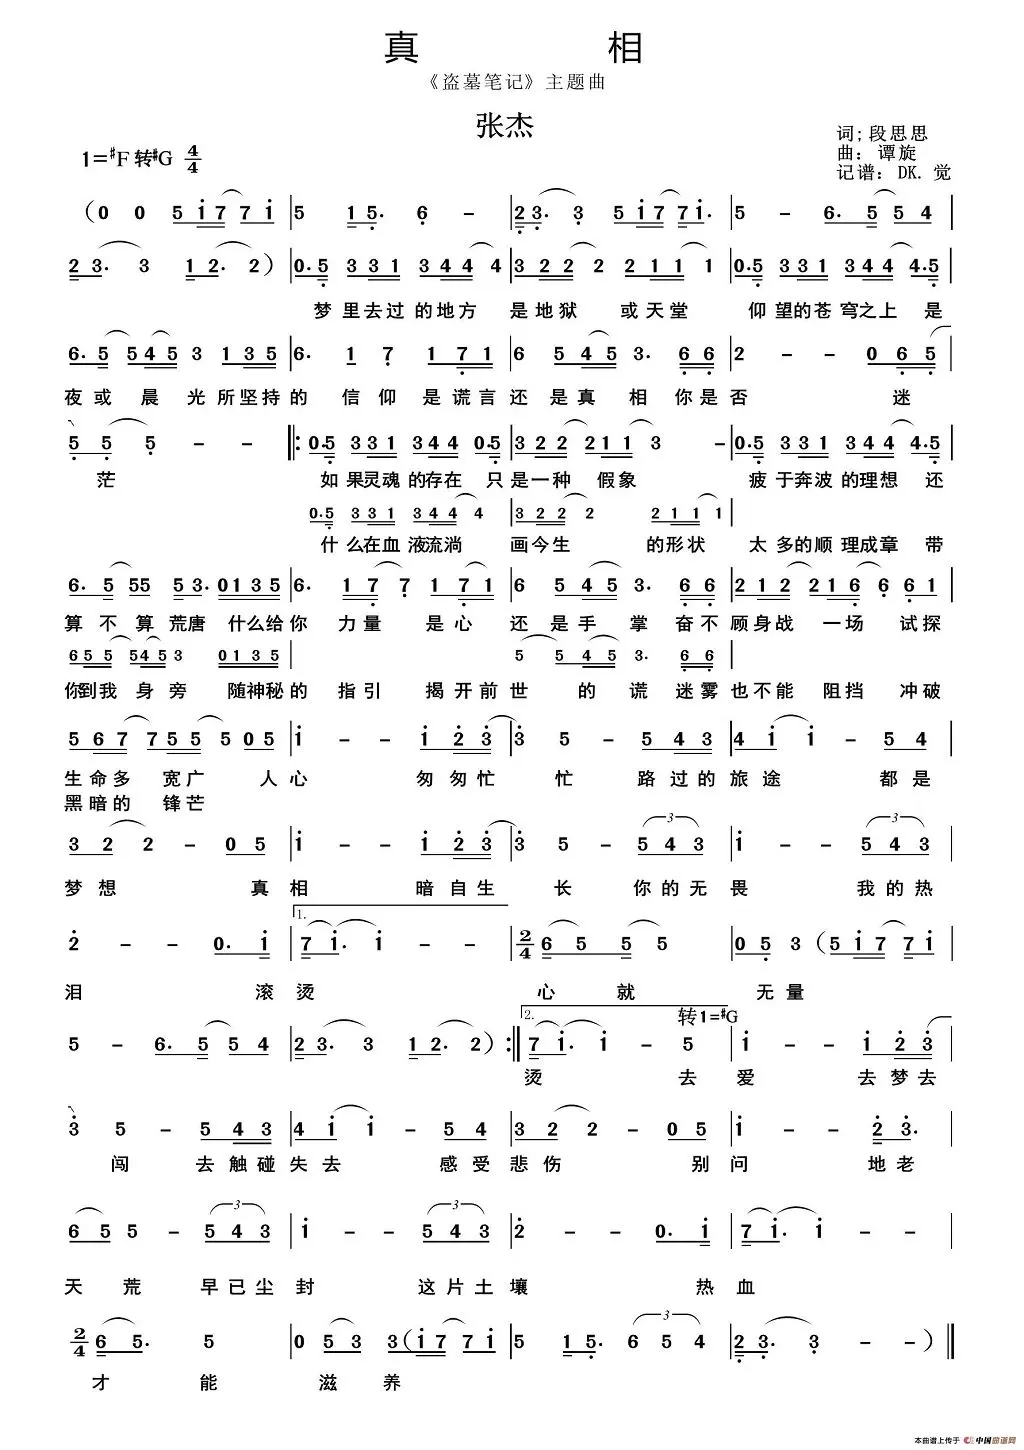 真 相
《盗墓笔记》主题曲
张杰
1=♯F 转♯G 4/4
词：段思思
曲：谭旋
记谱：DK. 觉
(0 0 5 i 7 7 i | 5 1 5. 6 - | 2 3. 3 5 i 7 7 i. | 5 - 6. 5 5 4 |
2 3. 3 1 2. 2) | 0. 5 3 3 1 3 4 4 4 | 3 2 2 2 2 1 1 1 | 0. 5 3 3 1 3 4 4 4. 5 |
梦里去过的地方 是地狱 或天堂 仰望的苍穹之上 是
6. 5 5 4 5 3 1 3 5 | 6. 1 7 1 7 1 | 6 5 4 5 3. 6 6 | 2 - - 0 6 5 |
夜或晨光所坚持的信仰是谎言还是真相你是否 迷
5 5 5 - - |: 0. 5 3 3 1 3 4 4 0. 5 | 3 2 2 2 1 1 3 - | 0. 5 3 3 1 3 4 4 4. 5 |
茫 如果灵魂的存在 只是一种 假象 疲于奔波的理想 还
0. 5 3 3 1 3 4 4 4 | 3 2 2 2 2 1 1 1 |
什么在血液流淌 画今生 的形状 太多的顺理成章 带
6. 5 5 5 5 3. 0 1 3 5 | 6. 1 7 7 1 7 1 | 6 5 4 5 3. 6 6 | 2 1 2 2 1 6 6 6 1 |
算不算荒唐 什么给你 力量 是心 还是手掌 奋不顾身战 一场 试探
6 5 5 5 4 5 3 0 1 3 5 | 5 5 4 5 3. 6 6 |
你到我身旁 随神秘的指引 揭开前世的谎 迷雾也不能 阻挡 冲破
5 6 7 7 5 5 5 0 5 | i - - i 2 3 | 3 5 - 5 4 3 | 4 i i - 5 4 |
生命多 宽广 人心 匆匆忙 忙 路过的旅途 都是
黑暗的 锋芒
3 2 2 - 0 5 | i - - i 2 3 | 3 5 - 5 4 3 | i - - 5 4 3 |
梦想 真相 暗自生 长 你的无畏 我的热
2 - - 0. i | 1. 7 i. i - - | 2/4 6 5 5 5 | 0 5 3 (5 i 7 7 i |
泪 滚烫 心 就 无量
5 - 6. 5 5 5 4 | 2 3. 3 1 2. 2) :| 2. 7 i. i - 5 转1=♯G | i - - i 2 3 |
烫 去爱 去梦去
3 5 - 5 4 3 | 4 i i - 5 4 | 3 2 2 - 0 5 | i - - 2 3. |
闯 去触碰失去 感受悲伤 别问 地老
6 5 5 - 5 4 3 | i - - 5 4 3 | 2 - - 0. i | 7 i. i - - |
天荒 早已尘封 这片土壤 热血
2/4 6 5. 5 | 0 5 3 3 (i 7 7 i | 5 1 5. 6 5 4 | 2 3. 3 - -) ‖
才 能 滋养
本曲谱上传于 中国曲谱网